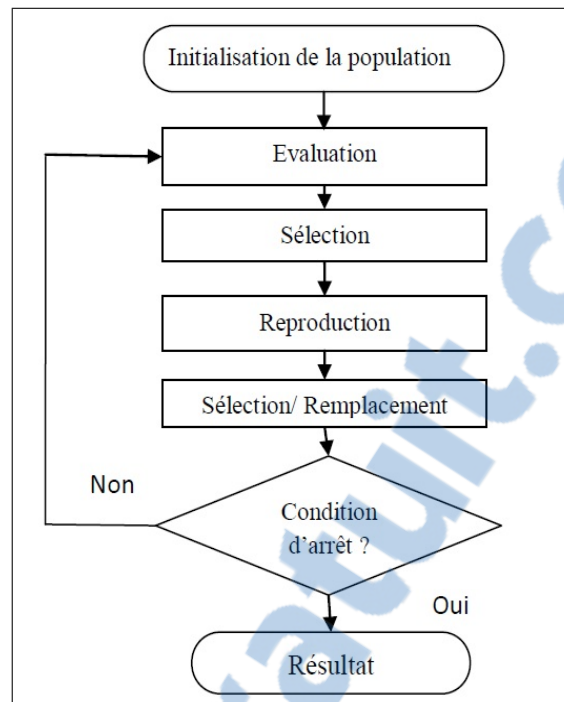 Initialisation de la population
Evaluation
Sélection
Reproduction
Sélection/ Remplacement
Non
Condition
d'arrêt ?
Oui
Résultat